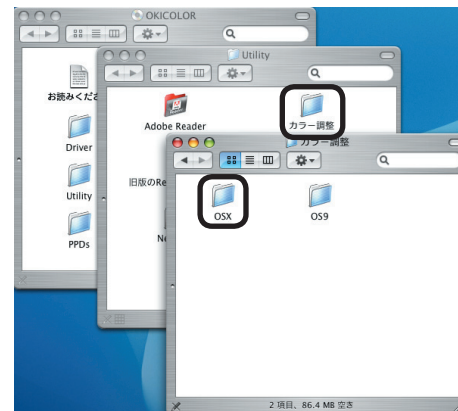 OKICOLOR
お読みくださ
Driver
Utility
PPDs
Utility
Adobe Reader
カラー調整
旧版のRe
Ne
カラー調整
OSX
OS9
2 項目、86.4 MB 空き